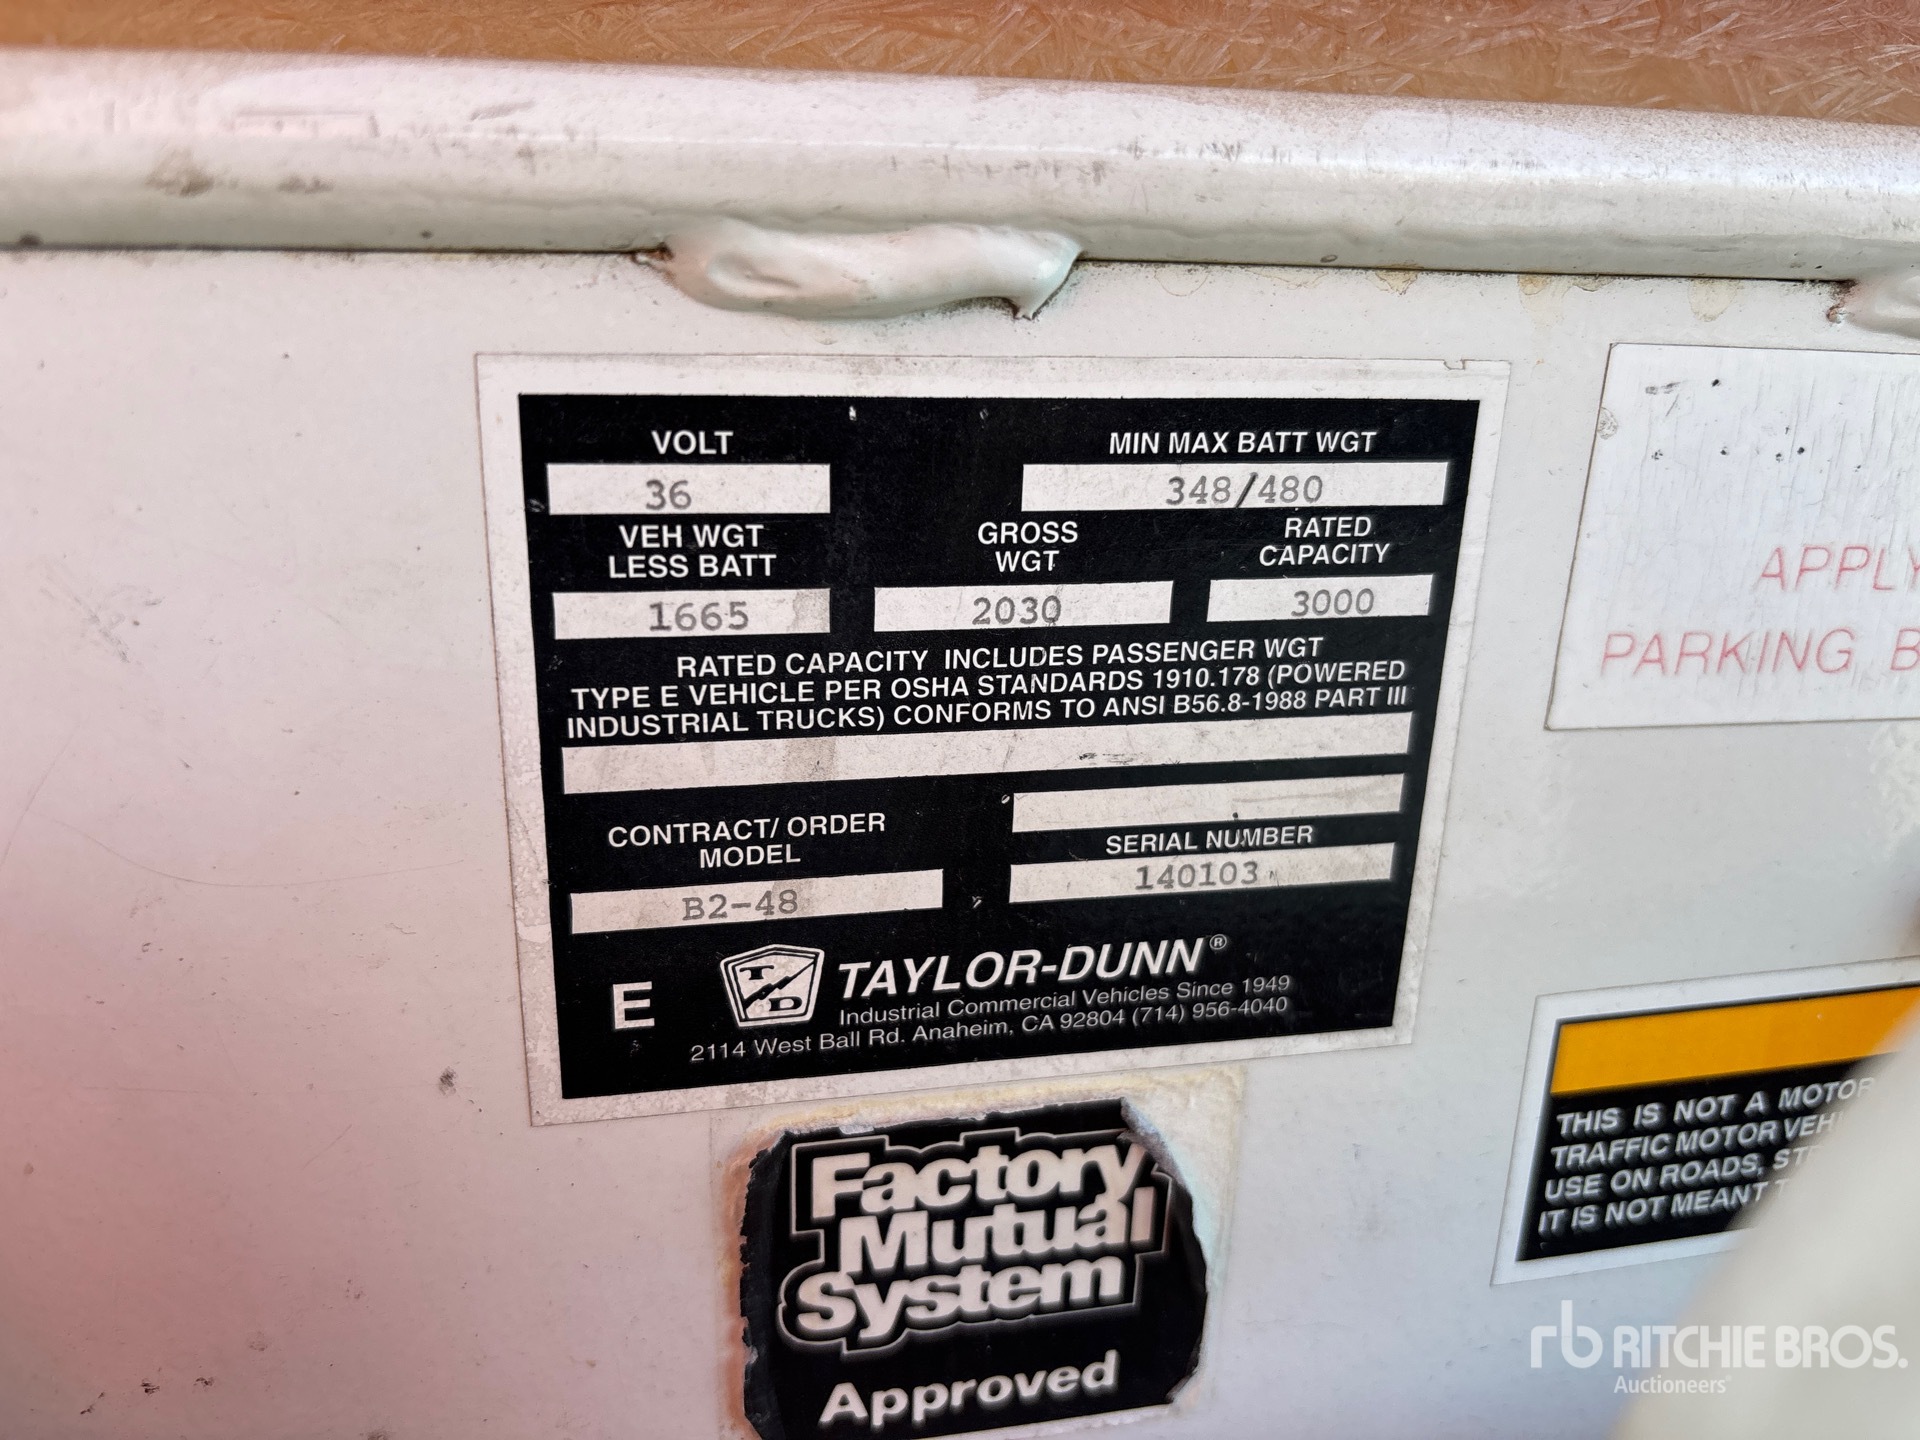 VOLT
36
MIN MAX BATT WGT
348/480
VEH WGT
LESS BATT
1665
GROSS
WGT
2030
RATED
CAPACITY
3000
RATED CAPACITY INCLUDES PASSENGER WGT
TYPE E VEHICLE PER OSHA STANDARDS 1910.178 (POWERED
INDUSTRIAL TRUCKS) CONFORMS TO ANSI B56.8-1988 PART III
CONTRACT/ ORDER
MODEL
B2-48
SERIAL NUMBER
140103
E
T D
TAYLOR-DUNN®
Industrial Commercial Vehicles Since 1949
2114 West Ball Rd. Anaheim, CA 92804 (714) 956-4040
Factory
Mutual
System
Approved
APPLY
PARKING B
THIS IS NOT A MOTOR
TRAFFIC MOTOR VEH
USE ON ROADS, ST
IT IS NOT MEANT
rb RITCHIE BROS.
Auctioneers